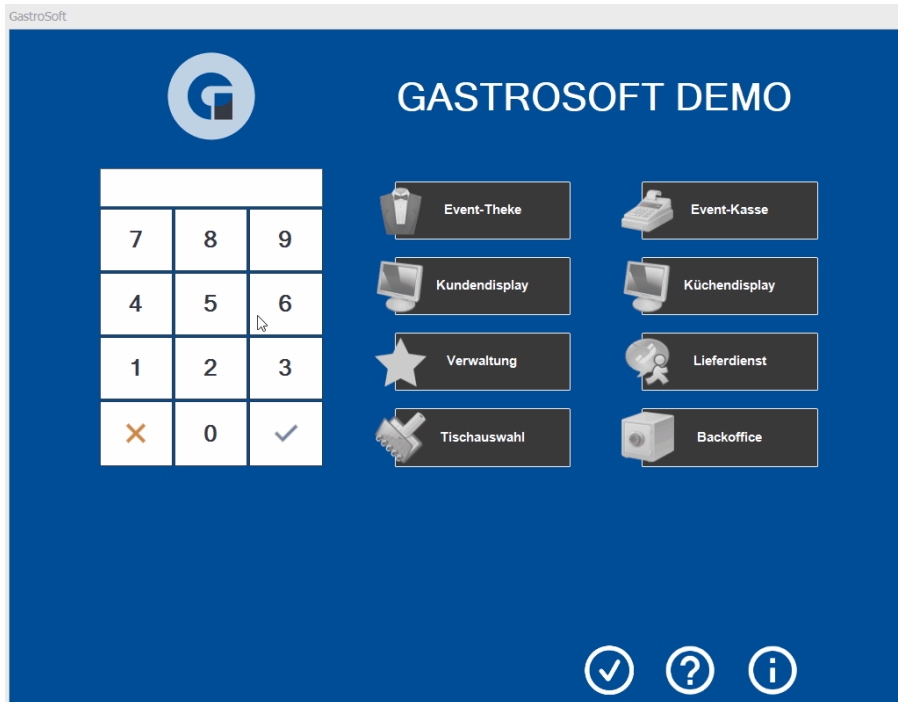 GastroSoft
GASTROSOFT DEMO
7 8 9
4 5 6
1 2 3
0
Event-Theke
Event-Kasse
Kundendisplay
Küchendisplay
Verwaltung
Lieferdienst
Tischauswahl
Backoffice